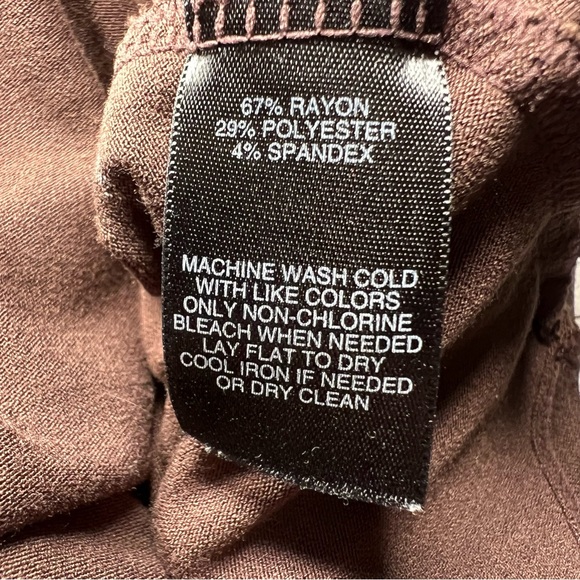 67% RAYON
29% POLYESTER
4% SPANDEX
MACHINE WASH COLD
WITH LIKE COLORS
ONLY NON-CHLORINE
BLEACH WHEN NEEDED
LAY FLAT TO DRY
COOL IRON IF NEEDED
OR DRY CLEAN